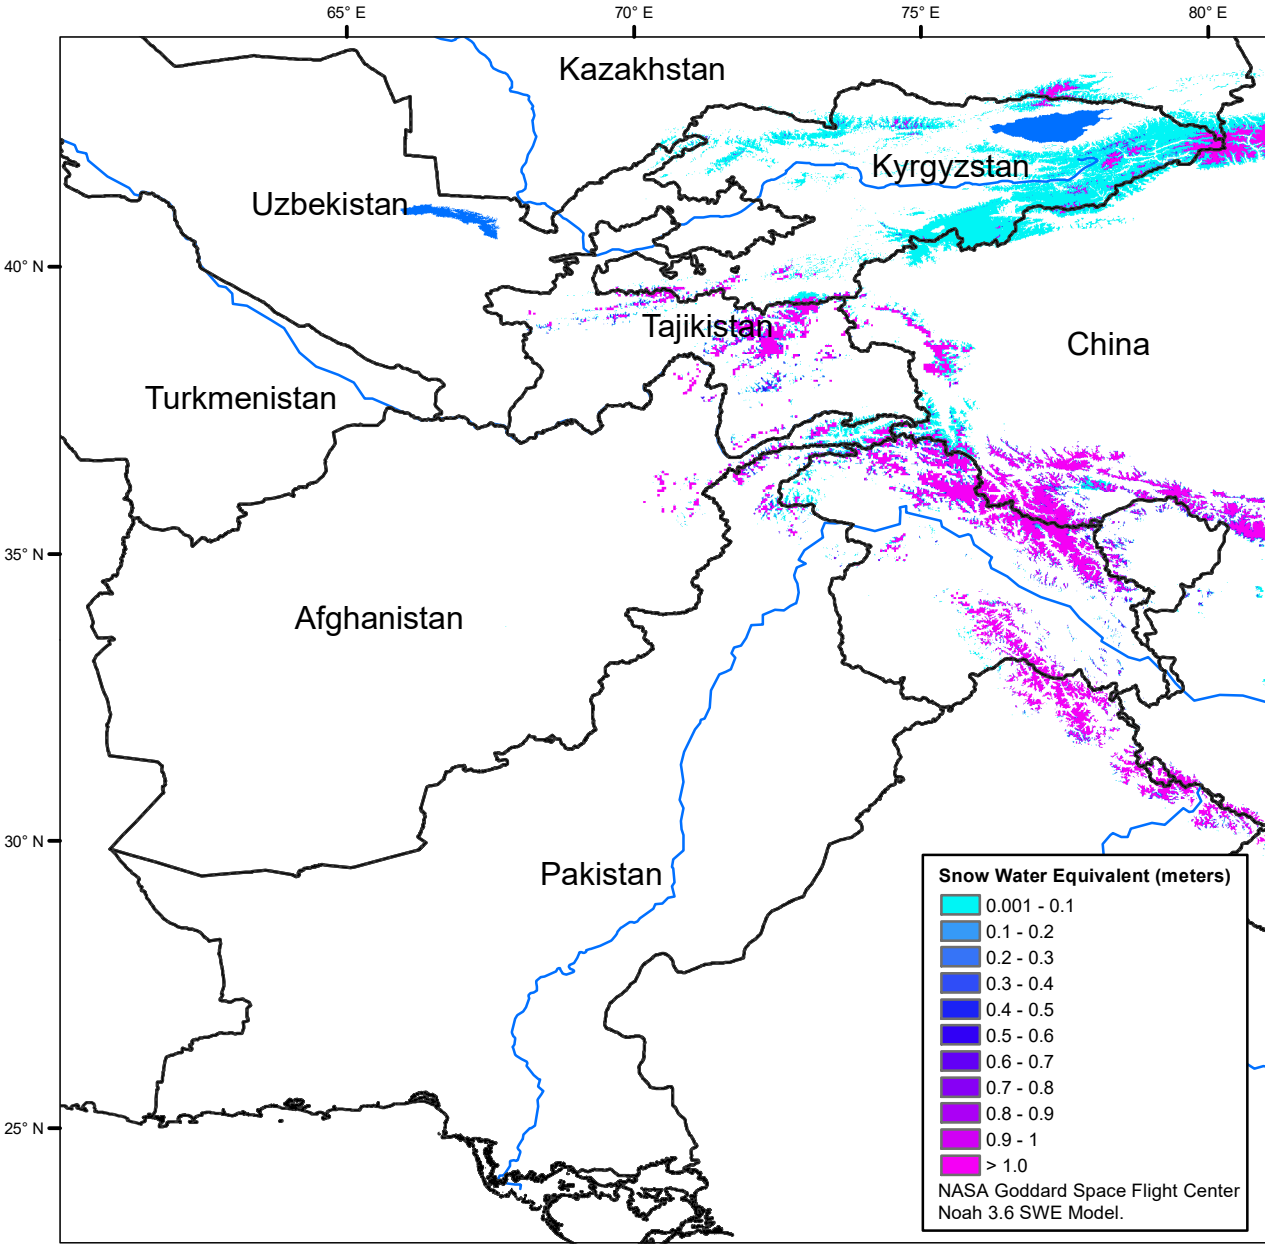 65° E
70° E
75° E
80° E
Kazakhstan
Kyrgyzstan
Uzbekistan
40° N
Tajikistan
China
Turkmenistan
35° N
Afghanistan
30° N
Pakistan
25° N
Snow Water Equivalent (meters)
0.001 - 0.1
0.1 - 0.2
0.2 - 0.3
0.3 - 0.4
0.4 - 0.5
0.5 - 0.6
0.6 - 0.7
0.7 - 0.8
0.8 - 0.9
0.9 - 1
> 1.0
NASA Goddard Space Flight Center
Noah 3.6 SWE Model.